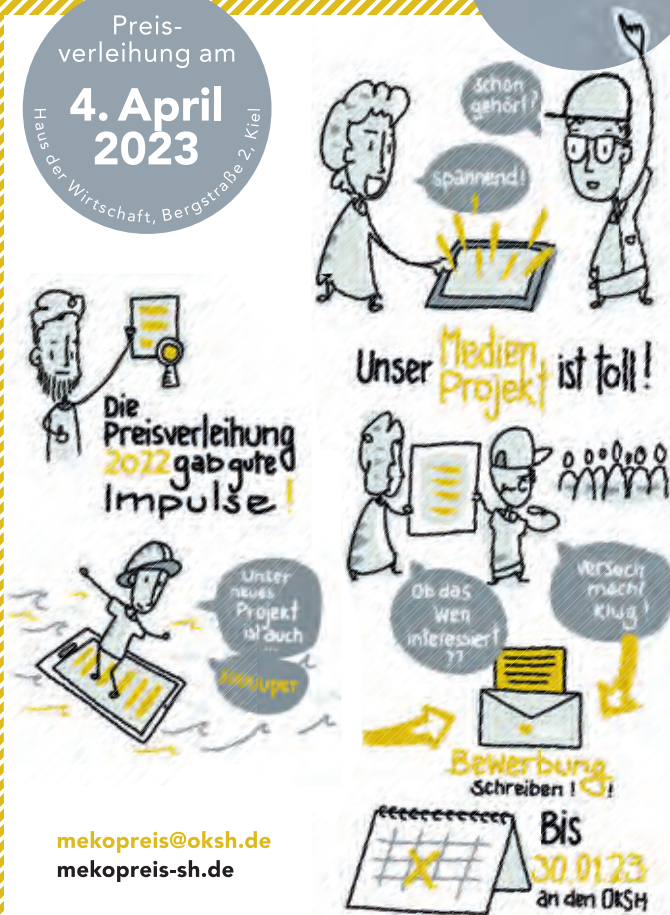 Preis-
verleihung am
4. April
2023
Haus der Wirtschaft, Bergstraße 2, Kiel
Schon
gehört?
spannend!
Unser Medien
Projekt ist toll!
Die
Preisverleihung
2022 gab gute
Impulse!
Unser
neues
Projekt
ist auch
...
suuuuper
Ob das
Wen
interessiert
??
Versuch
macht
klug!
Bewerbung
Schreiben!!
Bis
30.01.23
an den OKSH
mekopreis@oksh.de
mekopreis-sh.de